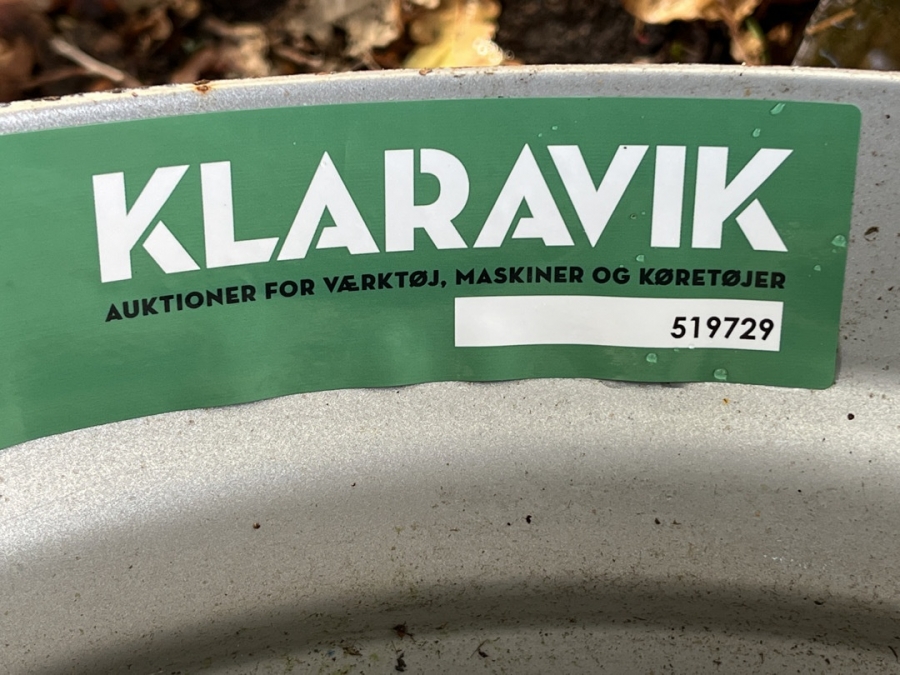 KLARAVIK
AUKTIONER FOR VÆRKTØJ, MASKINER OG KØRETØJER
519729